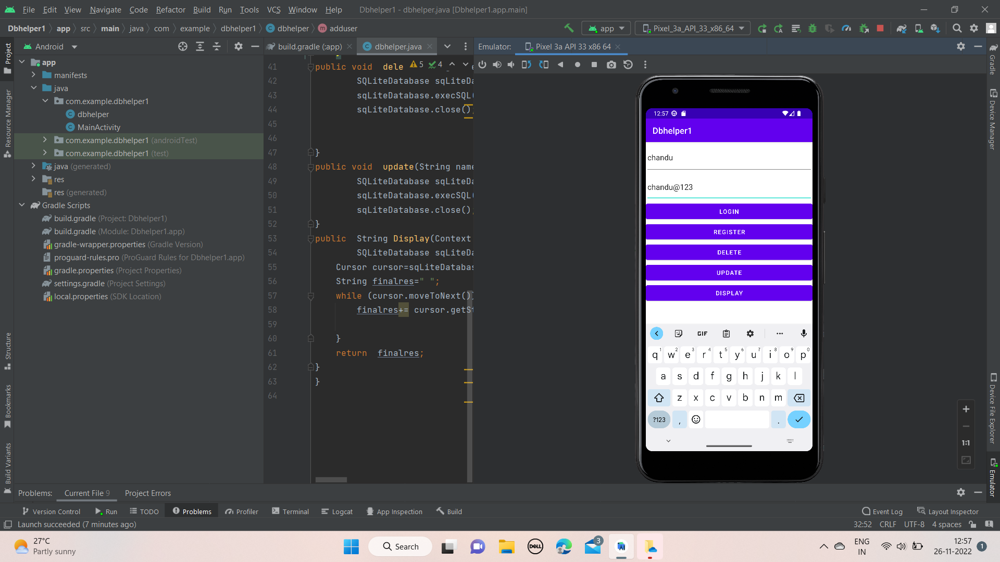 File Edit View Navigate Code Refactor Build Run Tools VCS Window Help Dbhelper1 - dbhelper.java [Dbhelper1.app.main]
Dbhelper1 app src main java com example dbhelper1 dbhelper adduser app Pixel_3a_API_33_x86_64
Android build.gradle (:app) dbhelper.java Emulator: Pixel 3a API 33 x86 64
Project
Resource Manager
Structure
Bookmarks
Build Variants
app
manifests
java
com.example.dbhelper1
dbhelper
MainActivity
com.example.dbhelper1 (androidTest)
com.example.dbhelper1 (test)
java (generated)
res
res (generated)
Gradle Scripts
build.gradle (Project: Dbhelper1)
build.gradle (Module: Dbhelper1.app)
gradle-wrapper.properties (Gradle Version)
proguard-rules.pro (ProGuard Rules for Dbhelper1.app)
gradle.properties (Project Properties)
settings.gradle (Project Settings)
local.properties (SDK Location)
5 4
41 public void dele
42 SQLiteDatabase sqLiteDa
43 sqLiteDatabase.execSQL(
44 sqLiteDatabase.close();
45
46
47 }
48 public void update(String name
49 SQLiteDatabase sqLiteDa
50 sqLiteDatabase.execSQL(
51 sqLiteDatabase.close();
52 }
53 public String Display(Context
54 SQLiteDatabase sqLiteDa
55 Cursor cursor=sqLiteDatabas
56 String finalres=" ";
57 while (cursor.moveToNext())
58 finalres+= cursor.getSt
59
60 }
61 return finalres;
62 }
63 }
64
12:57
Dbhelper1
chandu
chandu@123
LOGIN
REGISTER
DELETE
UPDATE
DISPLAY
GIF
q1 w2 e3 r4 t5 y6 u7 i8 o9 p0
a s d f g h j k l
z x c v b n m
?123 , .
1:1
Gradle
Device Manager
Device File Explorer
Emulator
Problems: Current File 9 Project Errors
Version Control Run TODO Problems Profiler Terminal Logcat App Inspection Build Event Log Layout Inspector
Launch succeeded (7 minutes ago) 32:52 CRLF UTF-8 4 spaces
27°C
Partly sunny
Search
DELL
3
AI
ENG
IN
12:57
26-11-2022
1